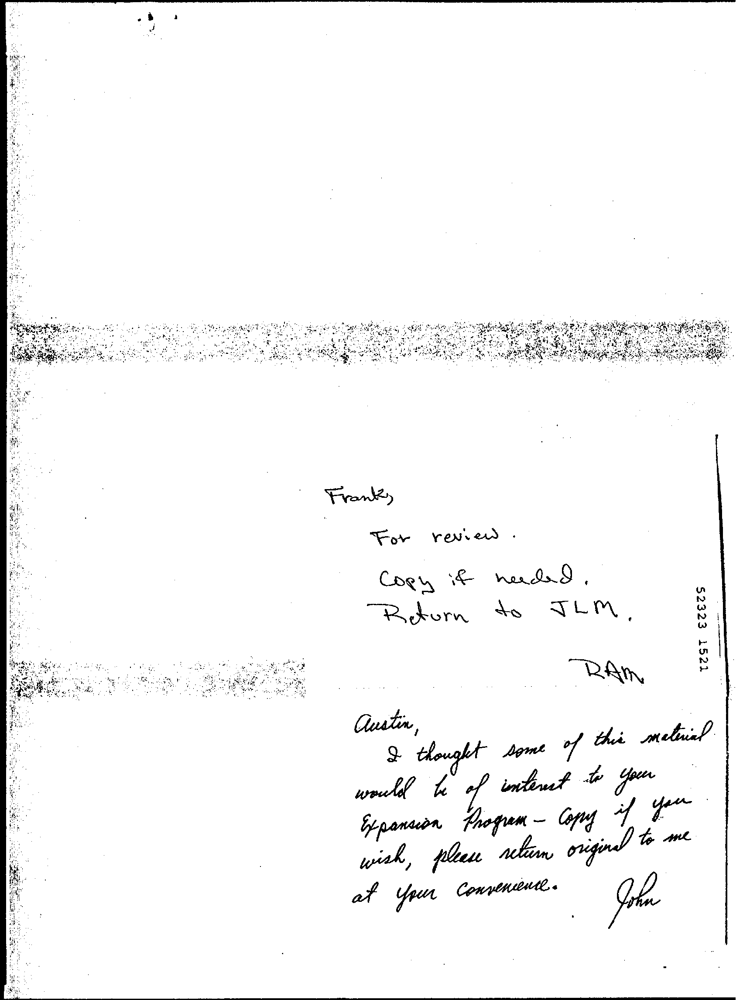 Frank,
For review.
Copy if needed.
Return to JLM.
RAM
52323 1521
Austin,
I thought some of this material
would be of interest to your
Expansion Program - Copy if you
wish, please return original to me
at your convenience.
John